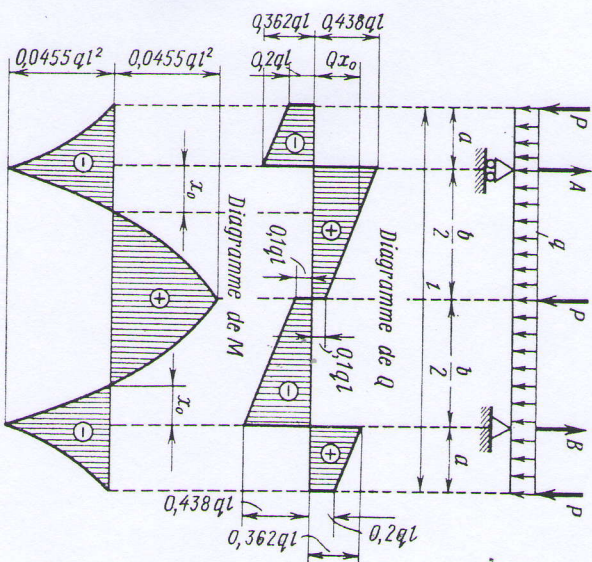 P A P B P
q
a b/2 b/2 a
l
0,362ql 0,438ql
0,2ql Qx₀
− + − +
0,1ql
0,1ql
0,438ql
0,2ql
0,362ql
Diagramme de Q
Diagramme de M
0,0455ql² 0,0455ql²
x₀ x₀
− + −